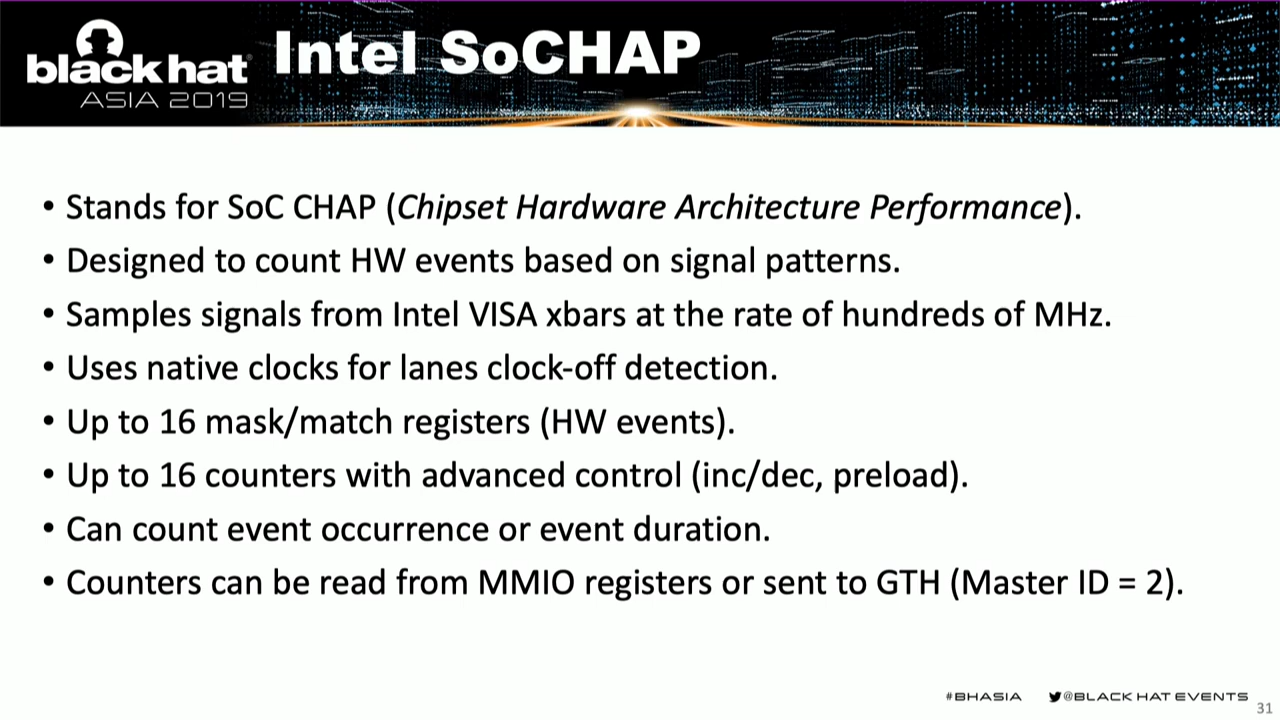 black hat
ASIA 2019
Intel SoCHAP
• Stands for SoC CHAP (Chipset Hardware Architecture Performance).
• Designed to count HW events based on signal patterns.
• Samples signals from Intel VISA xbars at the rate of hundreds of MHz.
• Uses native clocks for lanes clock-off detection.
• Up to 16 mask/match registers (HW events).
• Up to 16 counters with advanced control (inc/dec, preload).
• Can count event occurrence or event duration.
• Counters can be read from MMIO registers or sent to GTH (Master ID = 2).
#BHASIA @BLACK HAT EVENTS
31